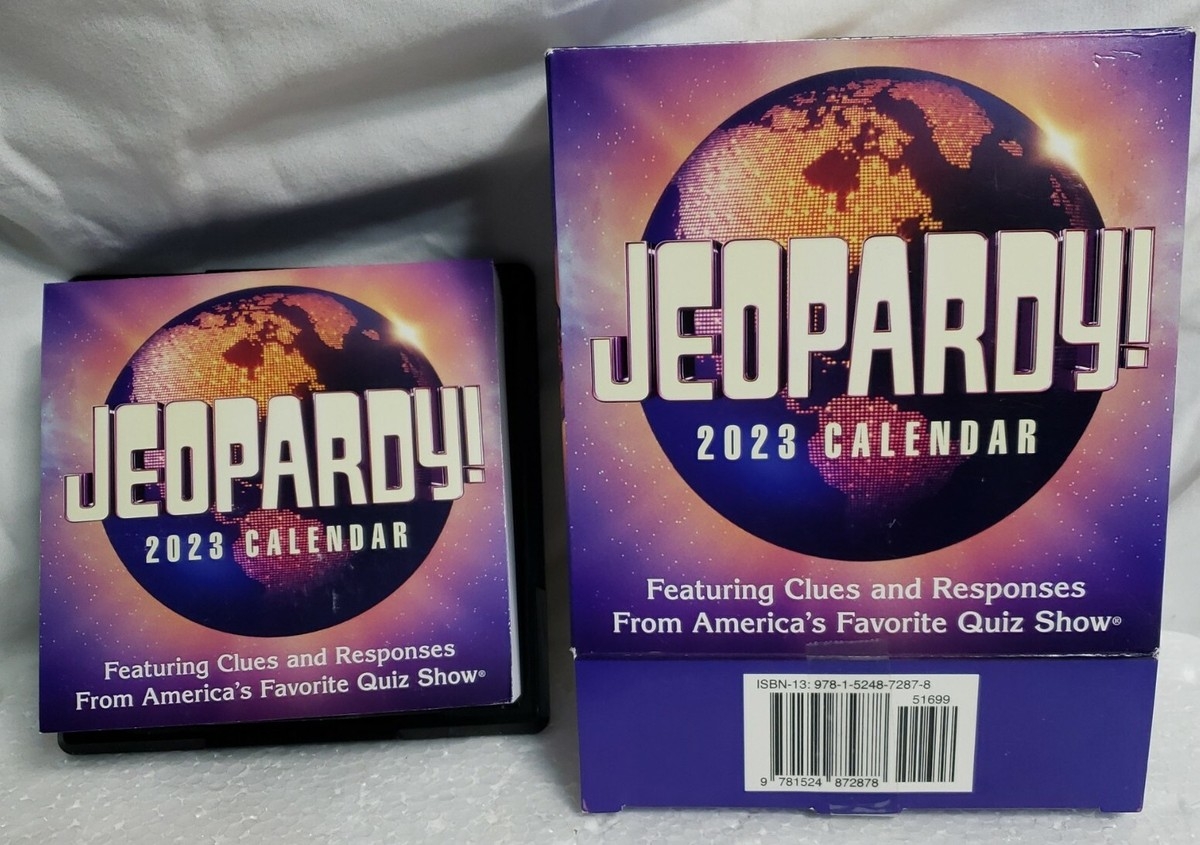 JEOPARDY!
2023 CALENDAR
Featuring Clues and Responses
From America's Favorite Quiz Show®
JEOPARDY!
2023 CALENDAR
Featuring Clues and Responses
From America's Favorite Quiz Show®
ISBN-13: 978-1-5248-7287-8
51699
9 781524 872878